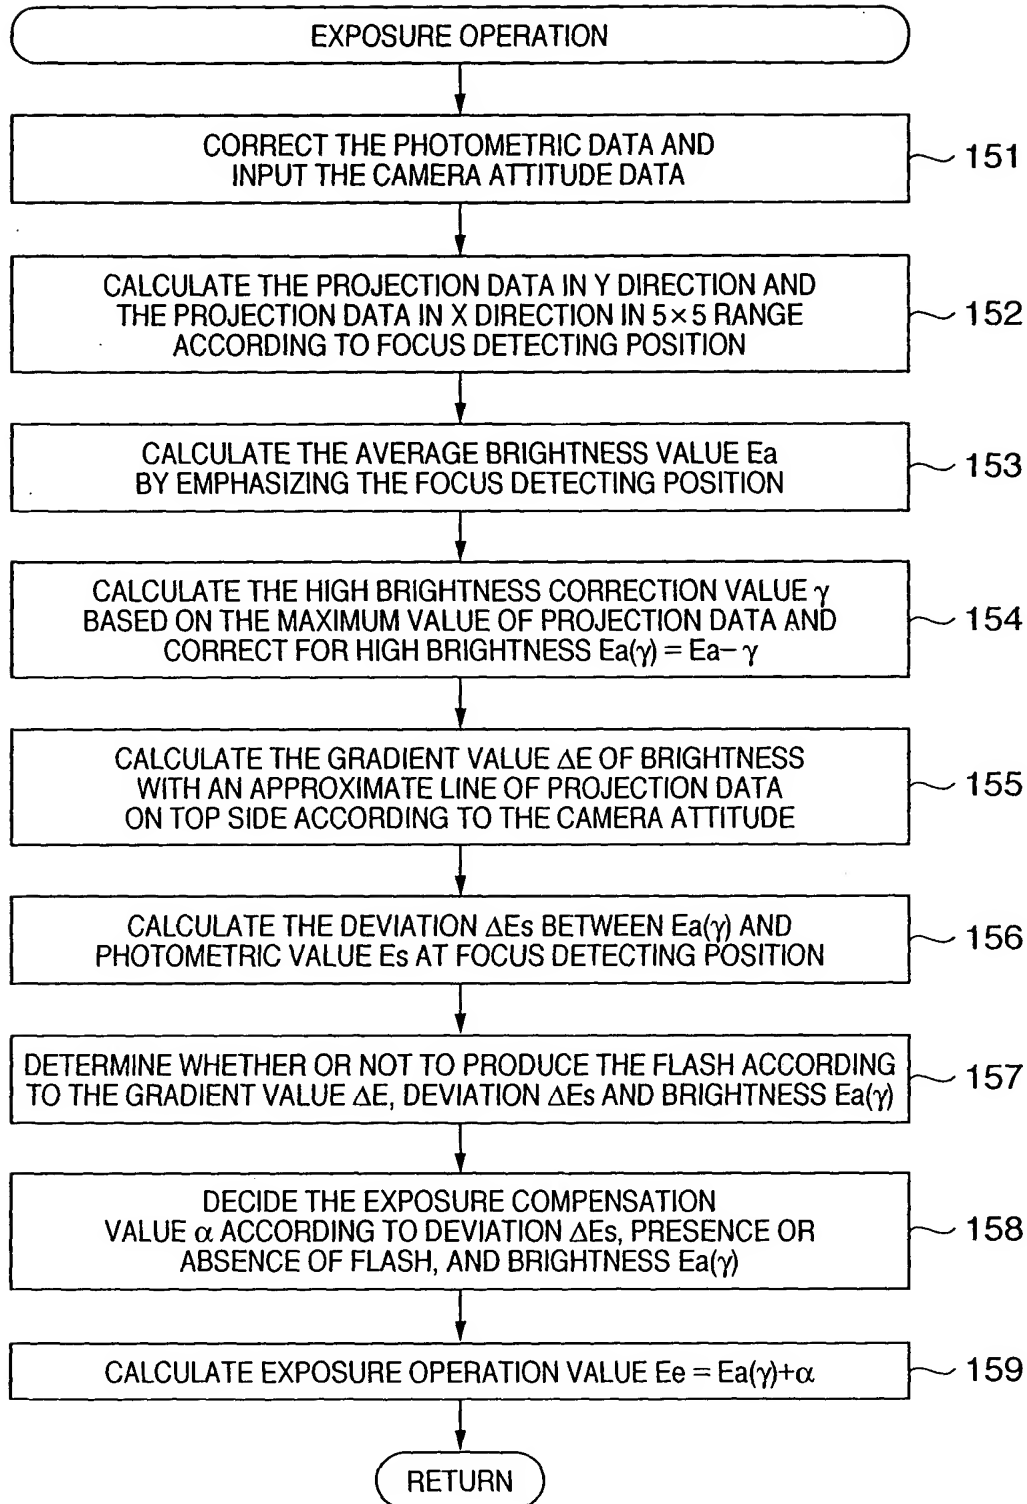 EXPOSURE OPERATION
CORRECT THE PHOTOMETRIC DATA AND
INPUT THE CAMERA ATTITUDE DATA
151
CALCULATE THE PROJECTION DATA IN Y DIRECTION AND
THE PROJECTION DATA IN X DIRECTION IN 5×5 RANGE
ACCORDING TO FOCUS DETECTING POSITION
152
CALCULATE THE AVERAGE BRIGHTNESS VALUE Ea
BY EMPHASIZING THE FOCUS DETECTING POSITION
153
CALCULATE THE HIGH BRIGHTNESS CORRECTION VALUE γ
BASED ON THE MAXIMUM VALUE OF PROJECTION DATA AND
CORRECT FOR HIGH BRIGHTNESS Ea(γ) = Ea− γ
154
CALCULATE THE GRADIENT VALUE ΔE OF BRIGHTNESS
WITH AN APPROXIMATE LINE OF PROJECTION DATA
ON TOP SIDE ACCORDING TO THE CAMERA ATTITUDE
155
CALCULATE THE DEVIATION ΔEs BETWEEN Ea(γ) AND
PHOTOMETRIC VALUE Es AT FOCUS DETECTING POSITION
156
DETERMINE WHETHER OR NOT TO PRODUCE THE FLASH ACCORDING
TO THE GRADIENT VALUE ΔE, DEVIATION ΔEs AND BRIGHTNESS Ea(γ)
157
DECIDE THE EXPOSURE COMPENSATION
VALUE α ACCORDING TO DEVIATION ΔEs, PRESENCE OR
ABSENCE OF FLASH, AND BRIGHTNESS Ea(γ)
158
CALCULATE EXPOSURE OPERATION VALUE Ee = Ea(γ)+α
159
RETURN